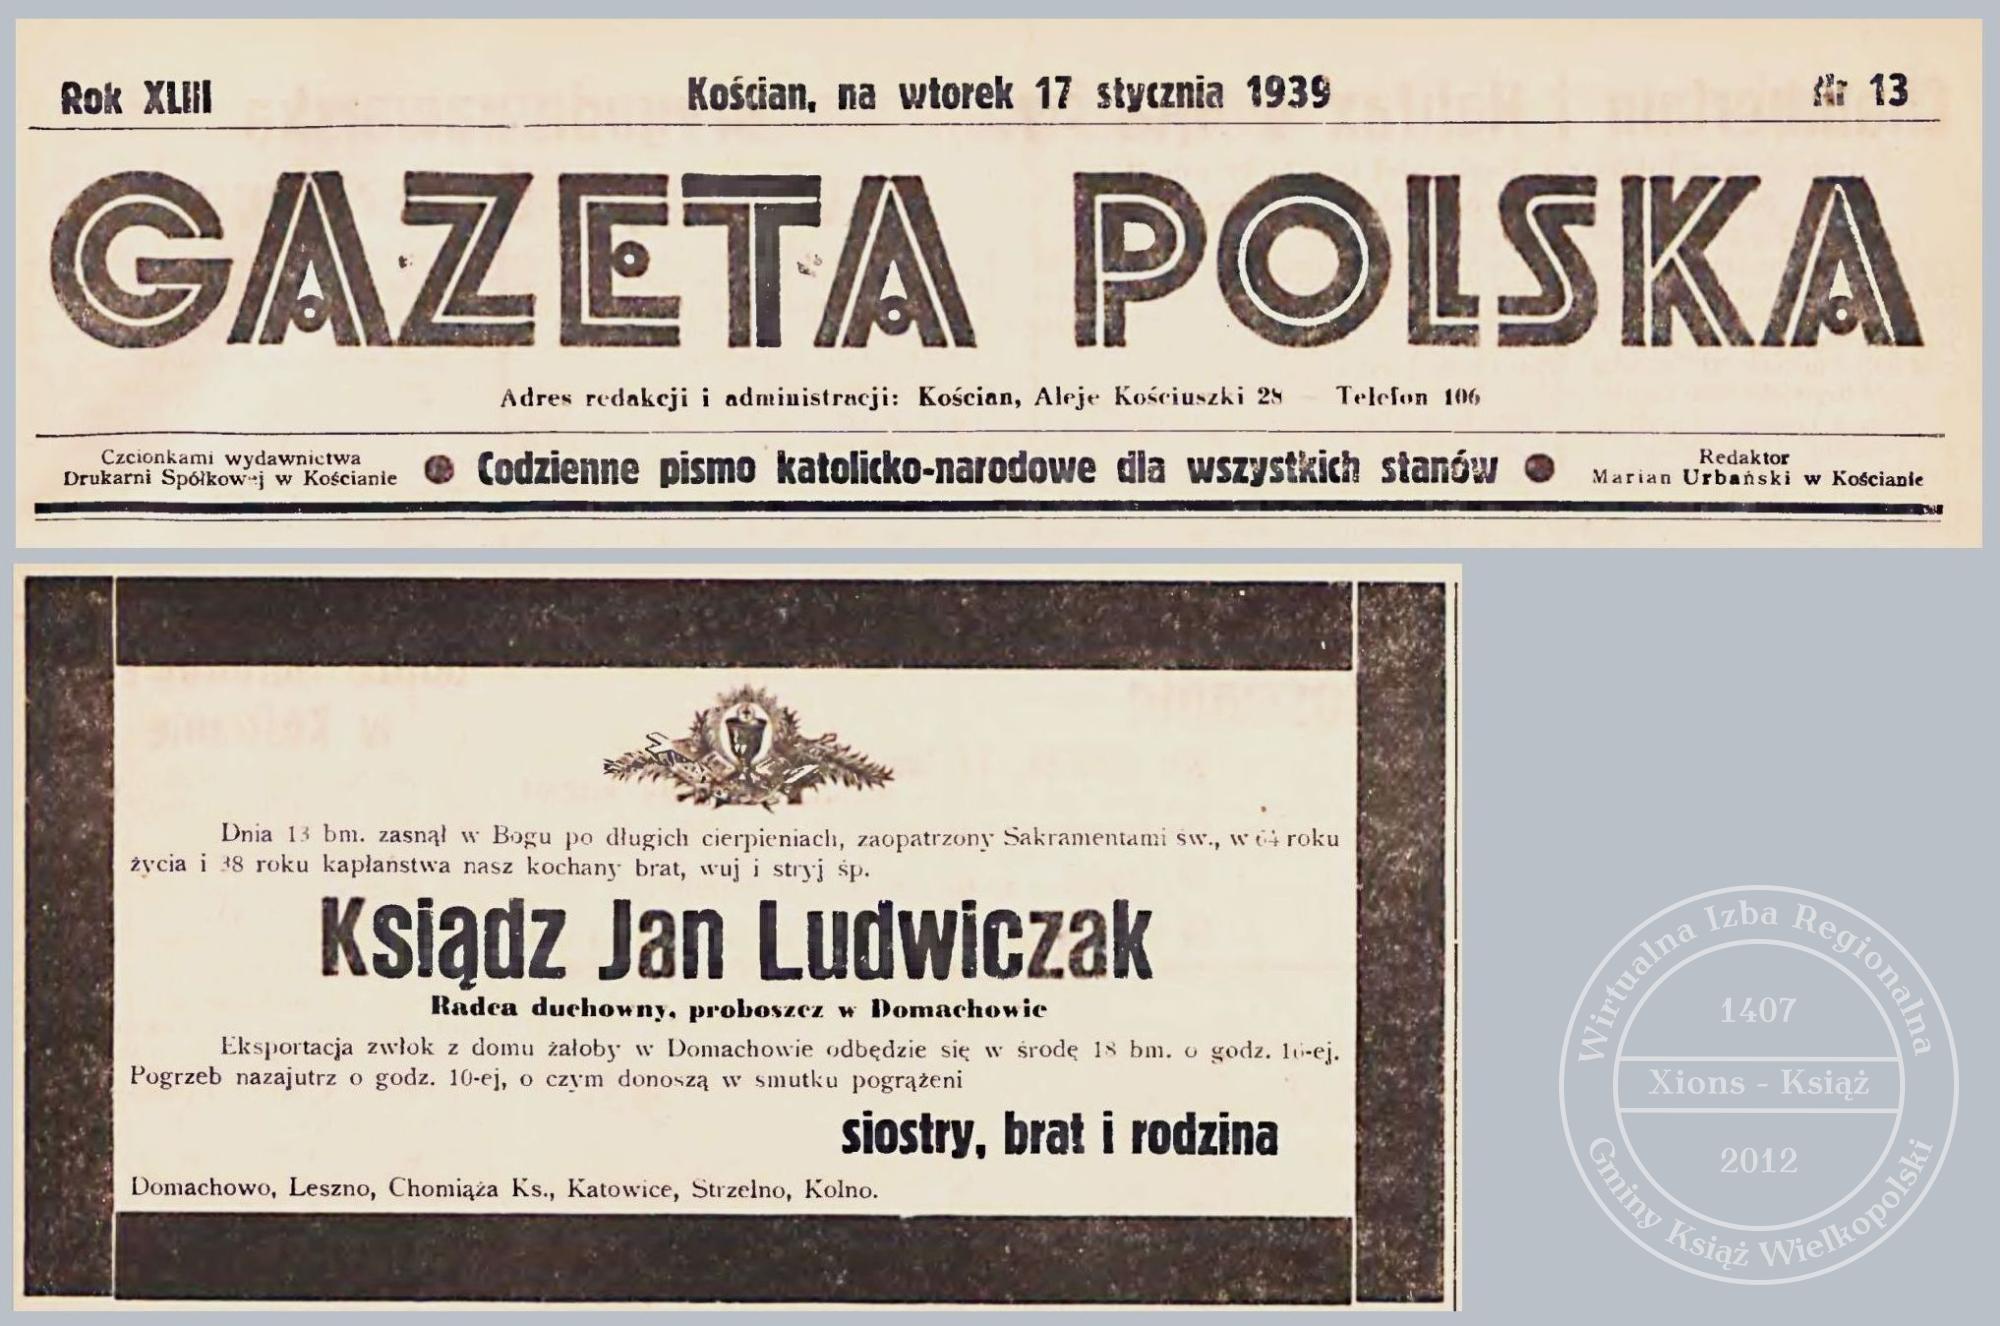 Rok XLIII Kościan, na wtorek 17 stycznia 1939 Nr 13
GAZETA POLSKA
Adres redakcji i administracji: Kościan, Aleje Kościuszki 28 — Telefon 106
Czcionkami wydawnictwa
Drukarni Spółkowej w Kościanie
Codzienne pismo katolicko-narodowe dla wszystkich stanów
Redaktor
Marian Urbański w Kościanie
Dnia 13 bm. zasnął w Bogu po długich cierpieniach, zaopatrzony Sakramentami św., w 64 roku
życia i 38 roku kapłaństwa nasz kochany brat, wuj i stryj śp.
Ksiądz Jan Ludwiczak
Radca duchowny, proboszcz w Domachowie
Eksportacja zwłok z domu żałoby w Domachowie odbędzie się w środę 18 bm. o godz.
Pogrzeb nazajutrz o godz. 10-ej, o czym donoszą w smutku pogrążeni
siostry, brat i rodzina
Domachowo, Leszno, Chomiąża Ks., Katowice, Strzelno, Kolno.
Wirtualna Izba Regionalna
1407
Xions - Książ
2012
Gminy Książ Wielkopolski